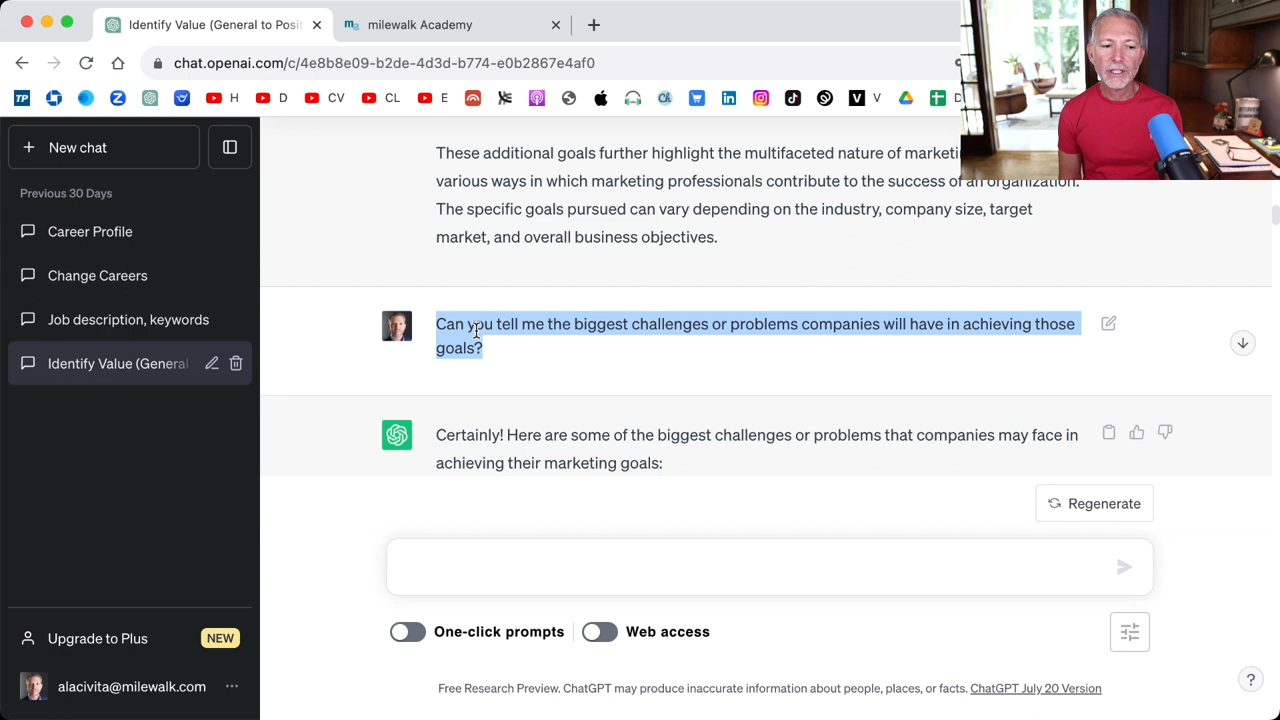 Identify Value (General to Posit
milewalk Academy
chat.openai.com/c/4e8b8e09-b2de-4d3d-b774-e0b2867e4af0
TP
H
D
CV
CL
E
V
D
New chat
Previous 30 Days
Career Profile
Change Careers
Job description, keywords
Identify Value (General
Upgrade to Plus
NEW
alacivita@milewalk.com
These additional goals further highlight the multifaceted nature of marketi
various ways in which marketing professionals contribute to the success of an organization.
The specific goals pursued can vary depending on the industry, company size, target
market, and overall business objectives.
Can you tell me the biggest challenges or problems companies will have in achieving those
goals?
Certainly! Here are some of the biggest challenges or problems that companies may face in
achieving their marketing goals:
Regenerate
One-click prompts
Web access
Free Research Preview. ChatGPT may produce inaccurate information about people, places, or facts. ChatGPT July 20 Version
?